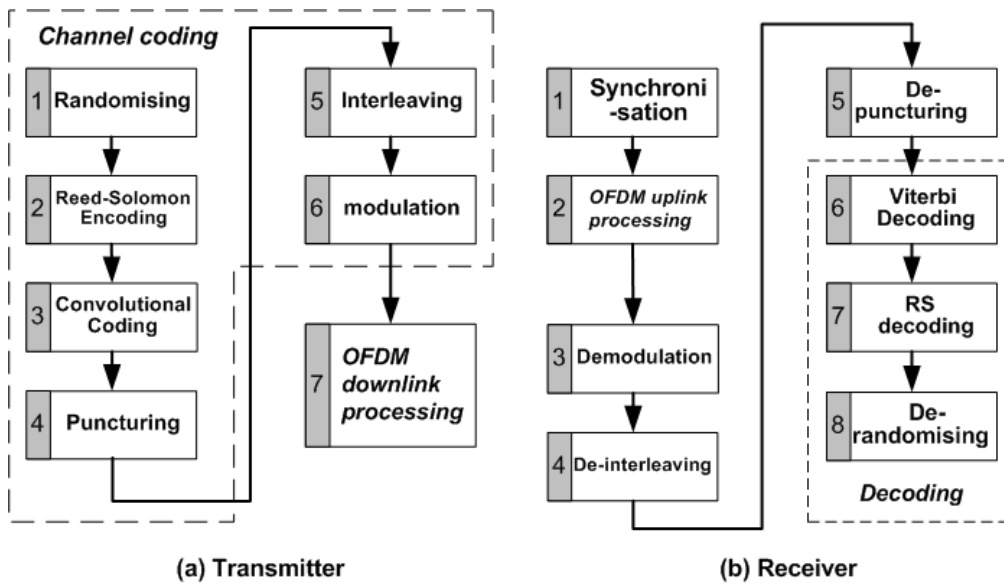 Channel coding
1
Randomising
2
Reed-Solomon
Encoding
3
Convolutional
Coding
4
Puncturing
5
Interleaving
6
modulation
7
OFDM
downlink
processing
(a) Transmitter
1
Synchroni
-sation
2
OFDM uplink
processing
3
Demodulation
4
De-interleaving
5
De-
puncturing
6
Viterbi
Decoding
7
RS
decoding
8
De-
randomising
Decoding
(b) Receiver